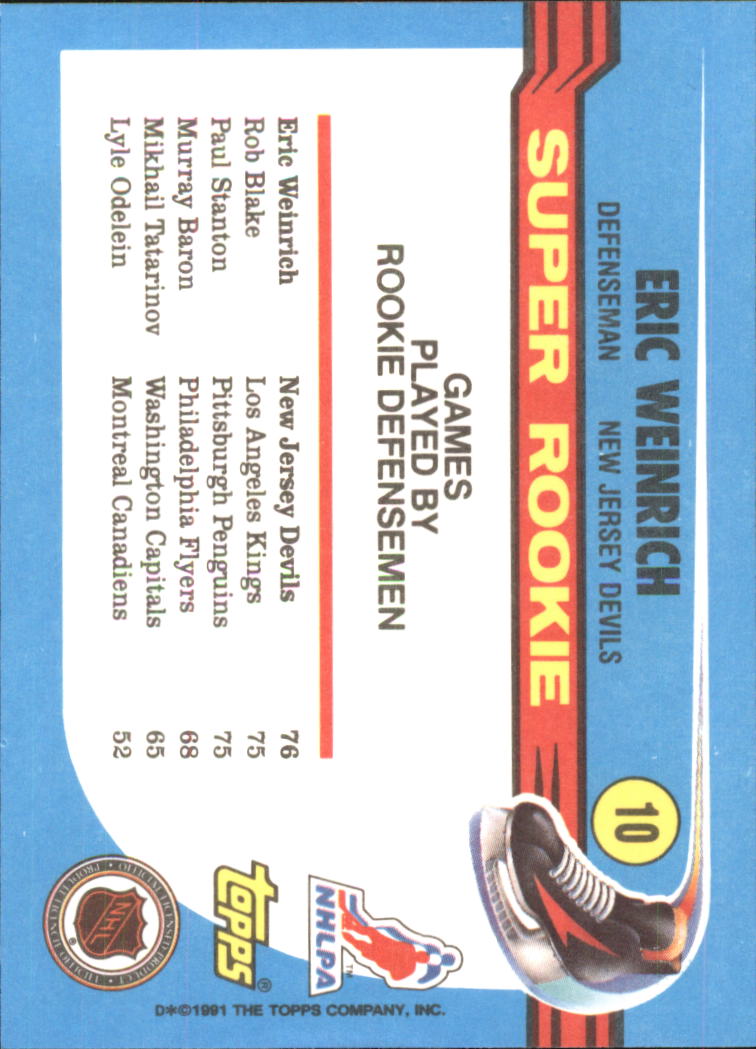 ERIC WEINRICH
10
DEFENSEMAN NEW JERSEY DEVILS
SUPER ROOKIE
GAMES
PLAYED BY
ROOKIE DEFENSEMEN
Eric Weinrich New Jersey Devils 76
Rob Blake Los Angeles Kings 75
Paul Stanton Pittsburgh Penguins 75
Murray Baron Philadelphia Flyers 68
Mikhail Tatarinov Washington Capitals 65
Lyle Odelein Montreal Canadiens 52
NHLPA™
topps®
NHL
®
D*©1991 THE TOPPS COMPANY, INC.